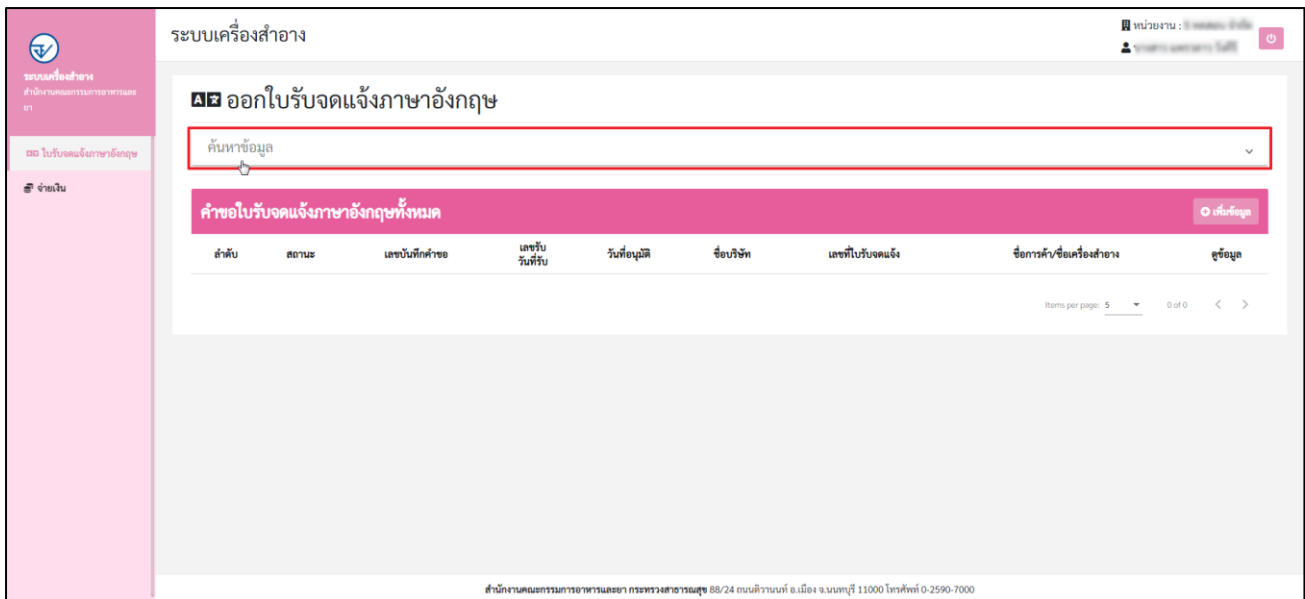 ระบบเครื่องสำอาง
สำนักงานคณะกรรมการอาหารและ
ยา
ใบรับจดแจ้งภาษาอังกฤษ
จ่ายเงิน
ระบบเครื่องสำอาง
หน่วยงาน :
ออกใบรับจดแจ้งภาษาอังกฤษ
ค้นหาข้อมูล
คำขอใบรับจดแจ้งภาษาอังกฤษทั้งหมด
เพิ่มข้อมูล
ลำดับ สถานะ เลขบันทึกคำขอ เลขรับ วันที่อนุมัติ ชื่อบริษัท เลขที่ใบรับจดแจ้ง ชื่อการค้า/ชื่อเครื่องสำอาง ดูข้อมูล
วันที่รับ
Items per page: 5 0 of 0
สำนักงานคณะกรรมการอาหารและยา กระทรวงสาธารณสุข 88/24 ถนนติวานนท์ อ.เมือง จ.นนทบุรี 11000 โทรศัพท์ 0-2590-7000